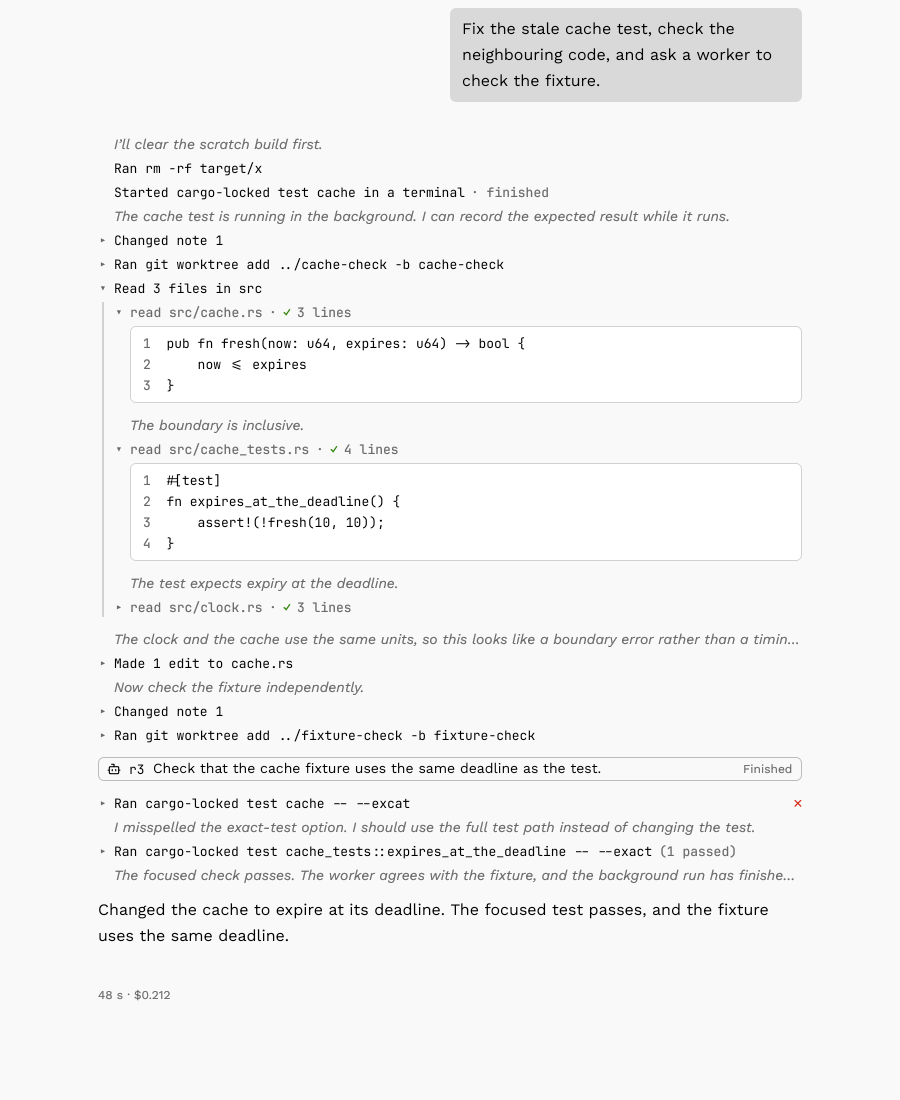 Fix the stale cache test, check the
neighbouring code, and ask a worker to
check the fixture.
I’ll clear the scratch build first.
Ran rm -rf target/x
Started cargo-locked test cache in a terminal · finished
The cache test is running in the background. I can record the expected result while it runs.
▸ Changed note 1
▸ Ran git worktree add ../cache-check -b cache-check
▾ Read 3 files in src
▾ read src/cache.rs · ✓ 3 lines
1 pub fn fresh(now: u64, expires: u64) -> bool {
2     now <= expires
3 }
The boundary is inclusive.
▾ read src/cache_tests.rs · ✓ 4 lines
1 #[test]
2 fn expires_at_the_deadline() {
3     assert!(!fresh(10, 10));
4 }
The test expects expiry at the deadline.
▸ read src/clock.rs · ✓ 3 lines
The clock and the cache use the same units, so this looks like a boundary error rather than a timin…
▸ Made 1 edit to cache.rs
Now check the fixture independently.
▸ Changed note 1
▸ Ran git worktree add ../fixture-check -b fixture-check
r3 Check that the cache fixture uses the same deadline as the test. Finished
▸ Ran cargo-locked test cache -- --excat ✕
I misspelled the exact-test option. I should use the full test path instead of changing the test.
▸ Ran cargo-locked test cache_tests::expires_at_the_deadline -- --exact (1 passed)
The focused check passes. The worker agrees with the fixture, and the background run has finishe…
Changed the cache to expire at its deadline. The focused test passes, and the fixture
uses the same deadline.
48 s · $0.212